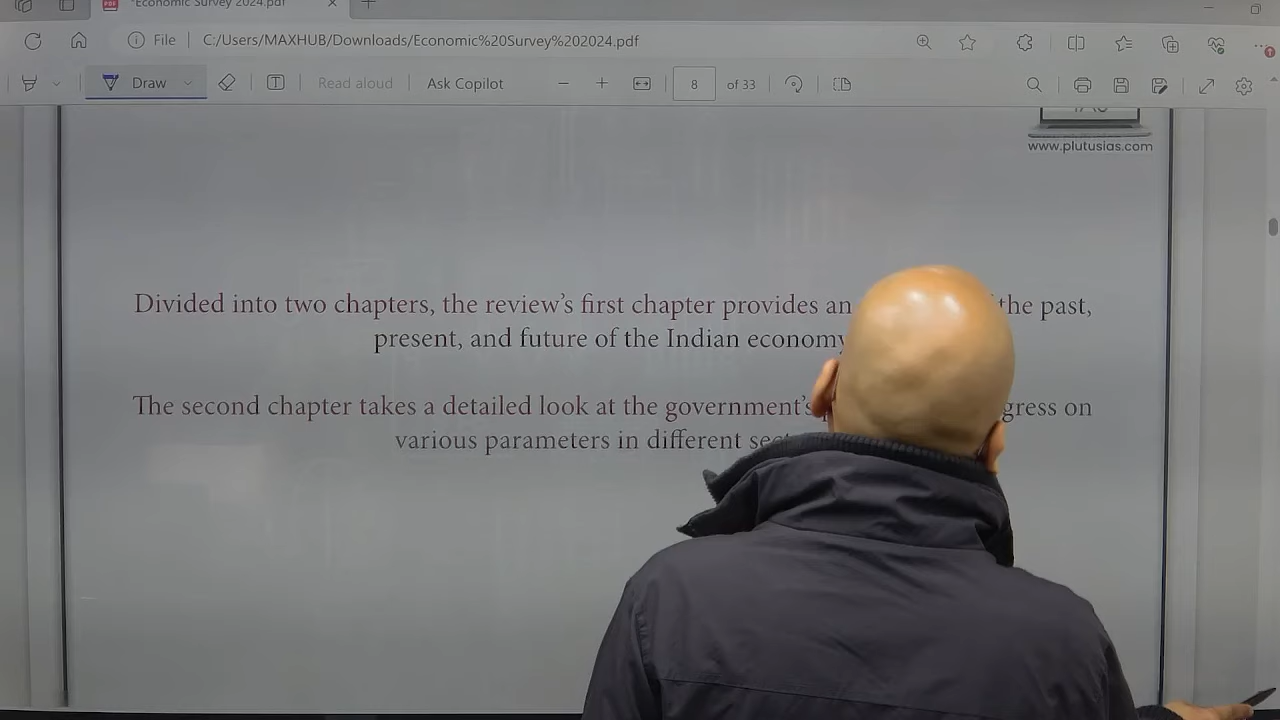 Economic Survey 2024.pdf
File C:/Users/MAXHUB/Downloads/Economic%20Survey%202024.pdf
Draw Read aloud Ask Copilot 8 of 33
www.plutusias.com
Divided into two chapters, the review's first chapter provides an the past,
present, and future of the Indian economy
The second chapter takes a detailed look at the government's on
various parameters in different